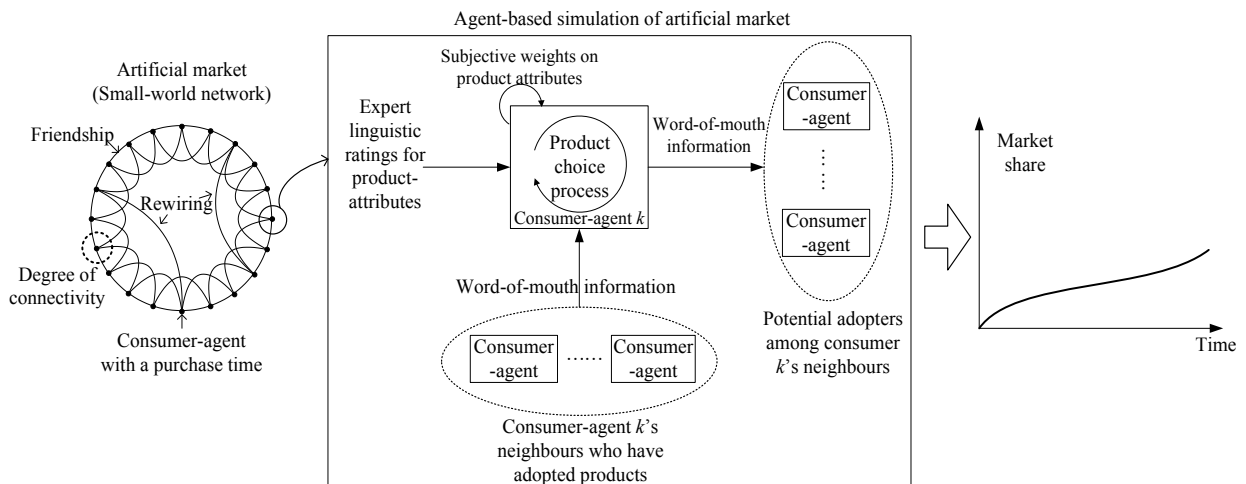 Agent-based simulation of artificial market
Artificial market
(Small-world network)
Friendship
Rewiring
Degree of
connectivity
Consumer-agent
with a purchase time
Subjective weights on
product attributes
Expert
linguistic
ratings for
product-
attributes
Product
choice
process
Consumer-agent k
Word-of-mouth
information
Consumer
-agent
Consumer
-agent
Potential adopters
among consumer
k's neighbours
Word-of-mouth information
Consumer
-agent
......
Consumer
-agent
Consumer-agent k's
neighbours who have
adopted products
Market
share
Time